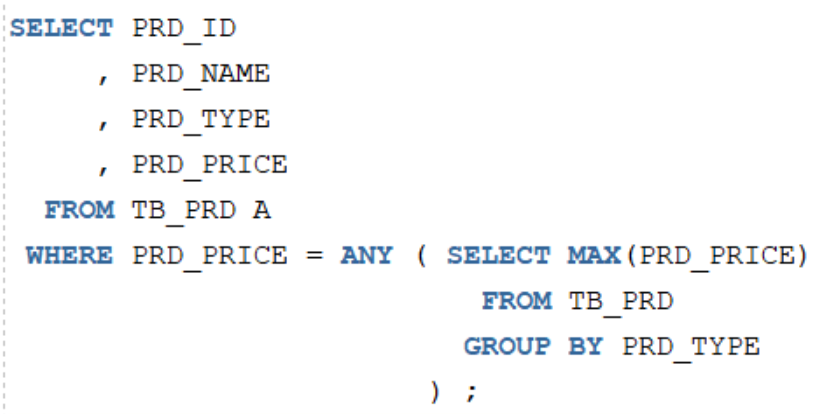 SELECT PRD_ID
, PRD_NAME
, PRD_TYPE
, PRD_PRICE
FROM TB_PRD A
WHERE PRD_PRICE = ANY ( SELECT MAX(PRD_PRICE)
FROM TB_PRD
GROUP BY PRD_TYPE
) ;